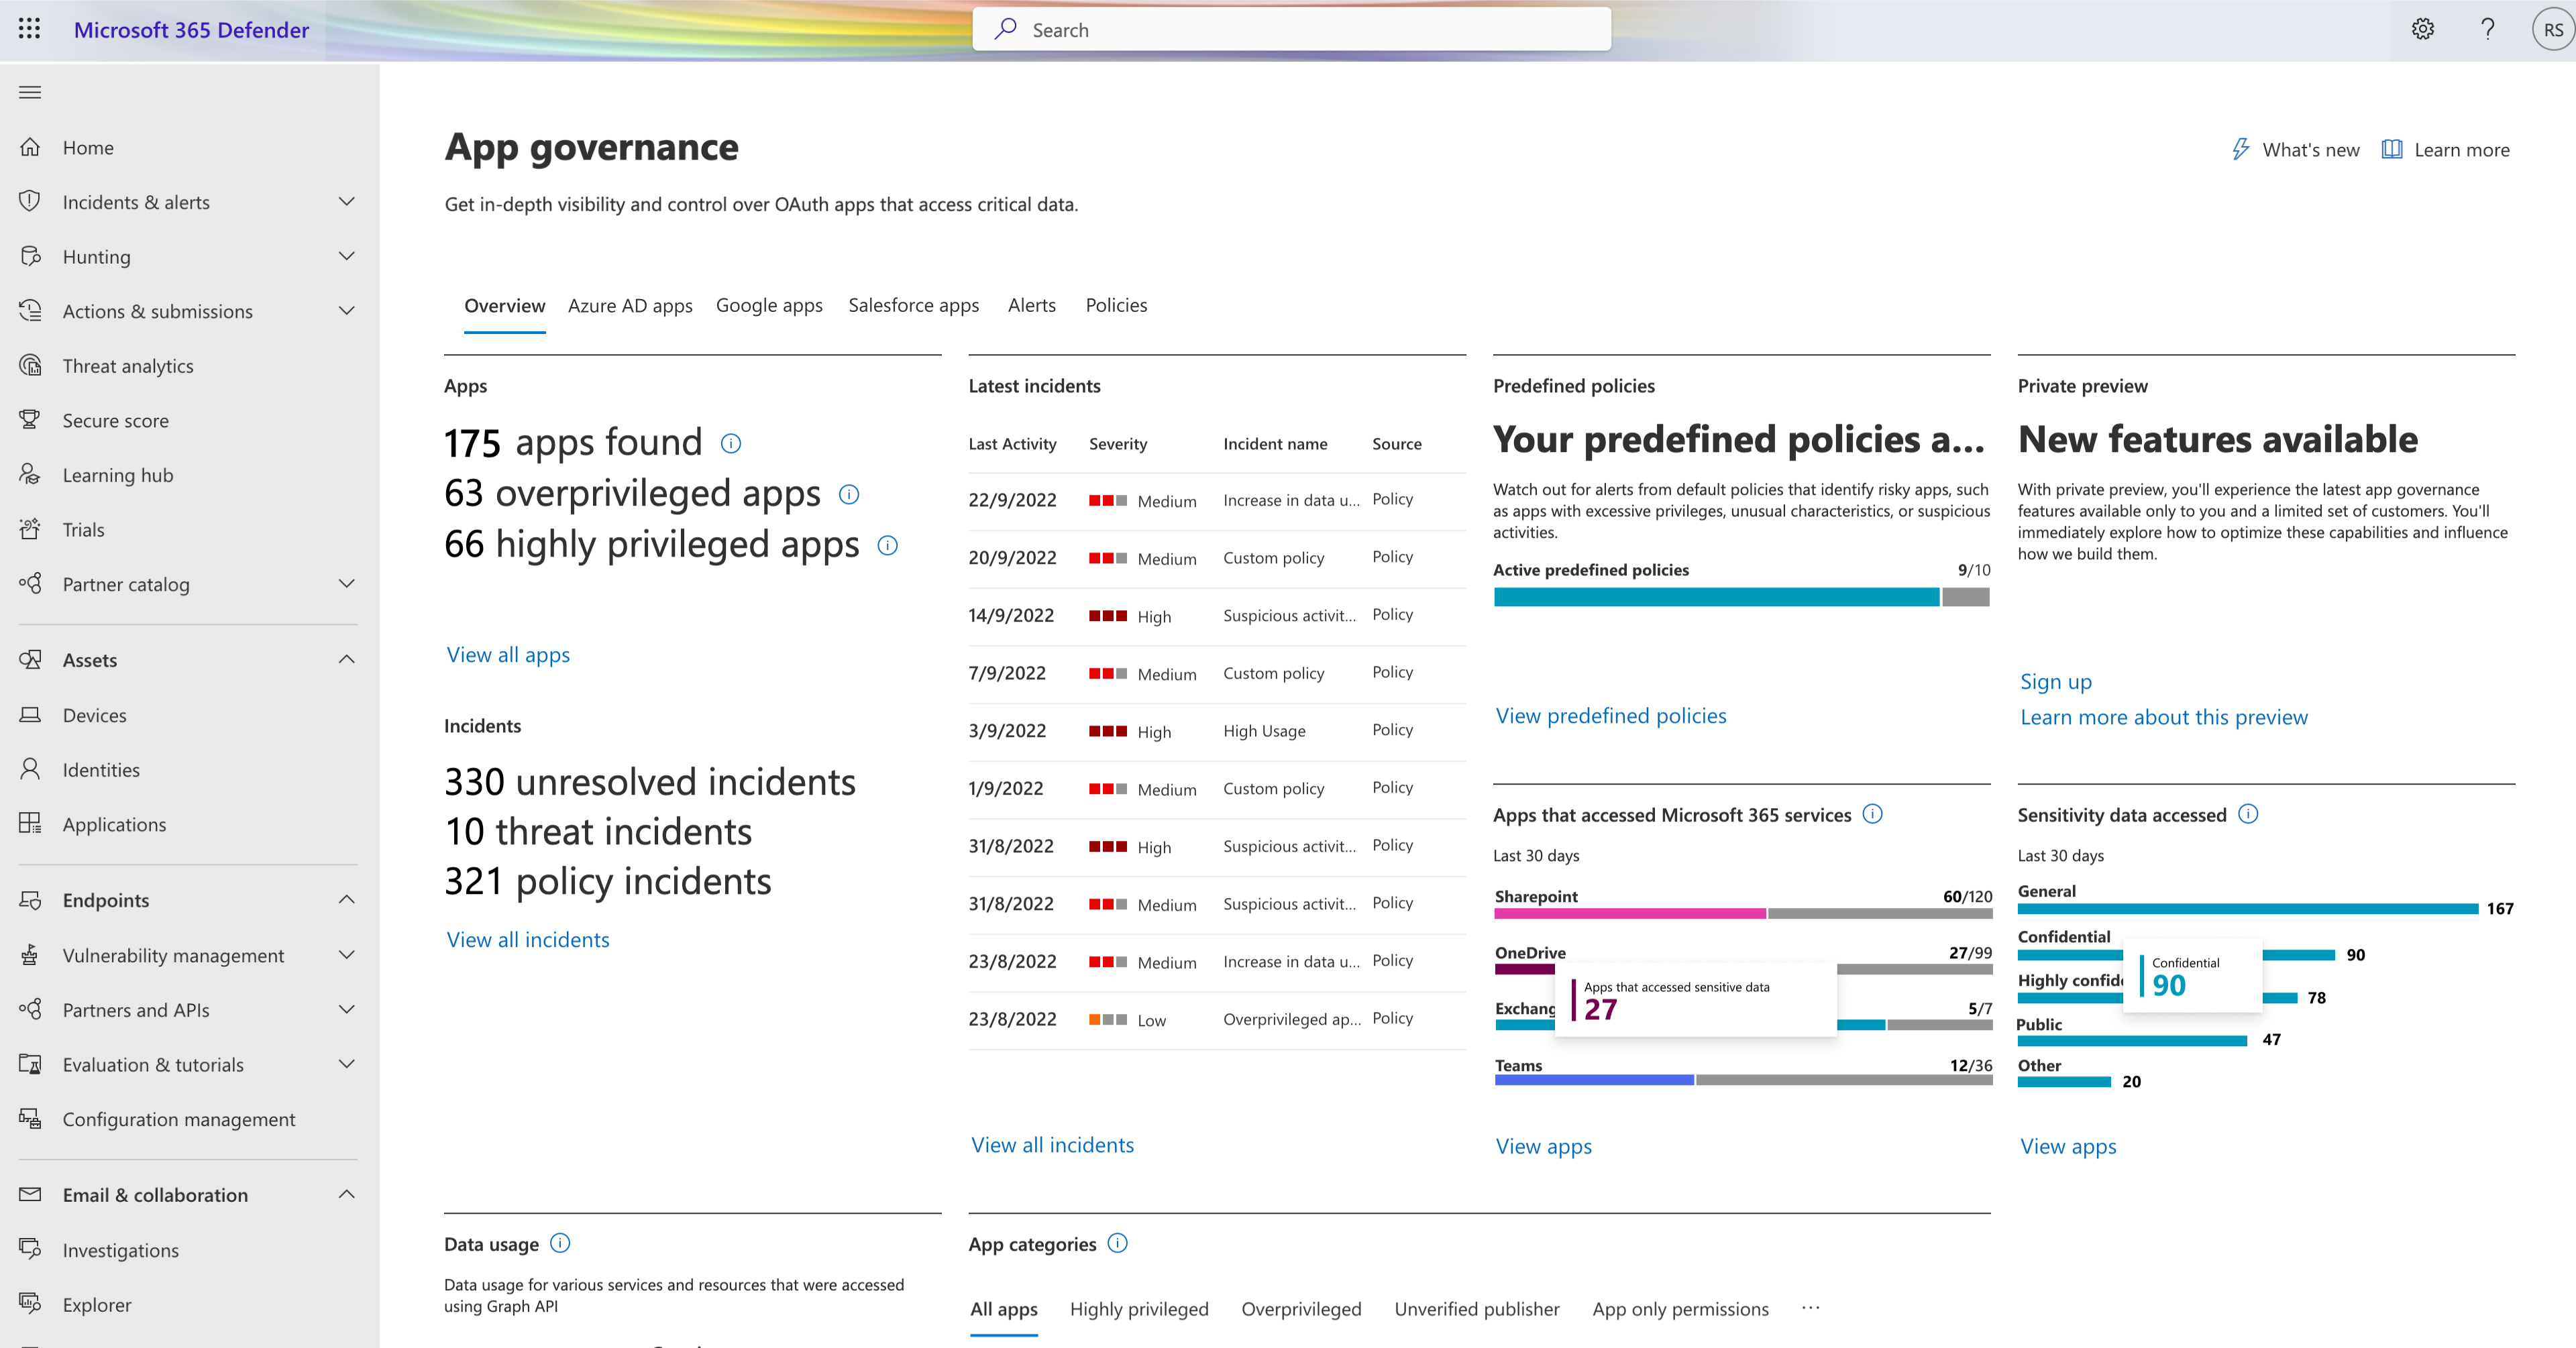 Microsoft 365 Defender
Search
RS
Home
Incidents & alerts
Hunting
Actions & submissions
Threat analytics
Secure score
Learning hub
Trials
Partner catalog
Assets
Devices
Identities
Applications
Endpoints
Vulnerability management
Partners and APIs
Evaluation & tutorials
Configuration management
Email & collaboration
Investigations
Explorer
App governance
What's new Learn more
Get in-depth visibility and control over OAuth apps that access critical data.
Overview Azure AD apps Google apps Salesforce apps Alerts Policies
Apps
175 apps found
63 overprivileged apps
66 highly privileged apps
View all apps
Incidents
330 unresolved incidents
10 threat incidents
321 policy incidents
View all incidents
Latest incidents
Last Activity Severity Incident name Source
22/9/2022 Medium Increase in data u... Policy
20/9/2022 Medium Custom policy Policy
14/9/2022 High Suspicious activit... Policy
7/9/2022 Medium Custom policy Policy
3/9/2022 High High Usage Policy
1/9/2022 Medium Custom policy Policy
31/8/2022 High Suspicious activit... Policy
31/8/2022 Medium Suspicious activit... Policy
23/8/2022 Medium Increase in data u... Policy
23/8/2022 Low Overprivileged ap... Policy
View all incidents
Predefined policies
Your predefined policies a...
Watch out for alerts from default policies that identify risky apps, such
as apps with excessive privileges, unusual characteristics, or suspicious
activities.
Active predefined policies 9/10
View predefined policies
Private preview
New features available
With private preview, you'll experience the latest app governance
features available only to you and a limited set of customers. You'll
immediately explore how to optimize these capabilities and influence
how we build them.
Sign up
Learn more about this preview
Apps that accessed Microsoft 365 services
Last 30 days
Sharepoint 60/120
OneDrive 27/99
Apps that accessed sensitive data
27
Exchang 5/7
Teams 12/36
View apps
Sensitivity data accessed
Last 30 days
General
167
Confidential
90
Confidential
90
Highly confide
78
Public
47
Other
20
View apps
Data usage
Data usage for various services and resources that were accessed
using Graph API
App categories
All apps Highly privileged Overprivileged Unverified publisher App only permissions ...